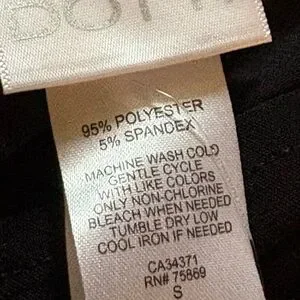 95% POLYESTER
5% SPANDEX
MACHINE WASH COLD
GENTLE CYCLE
WITH LIKE COLORS
ONLY NON-CHLORINE
BLEACH WHEN NEEDED
TUMBLE DRY LOW
COOL IRON IF NEEDED
CA34371
RN# 75869
S